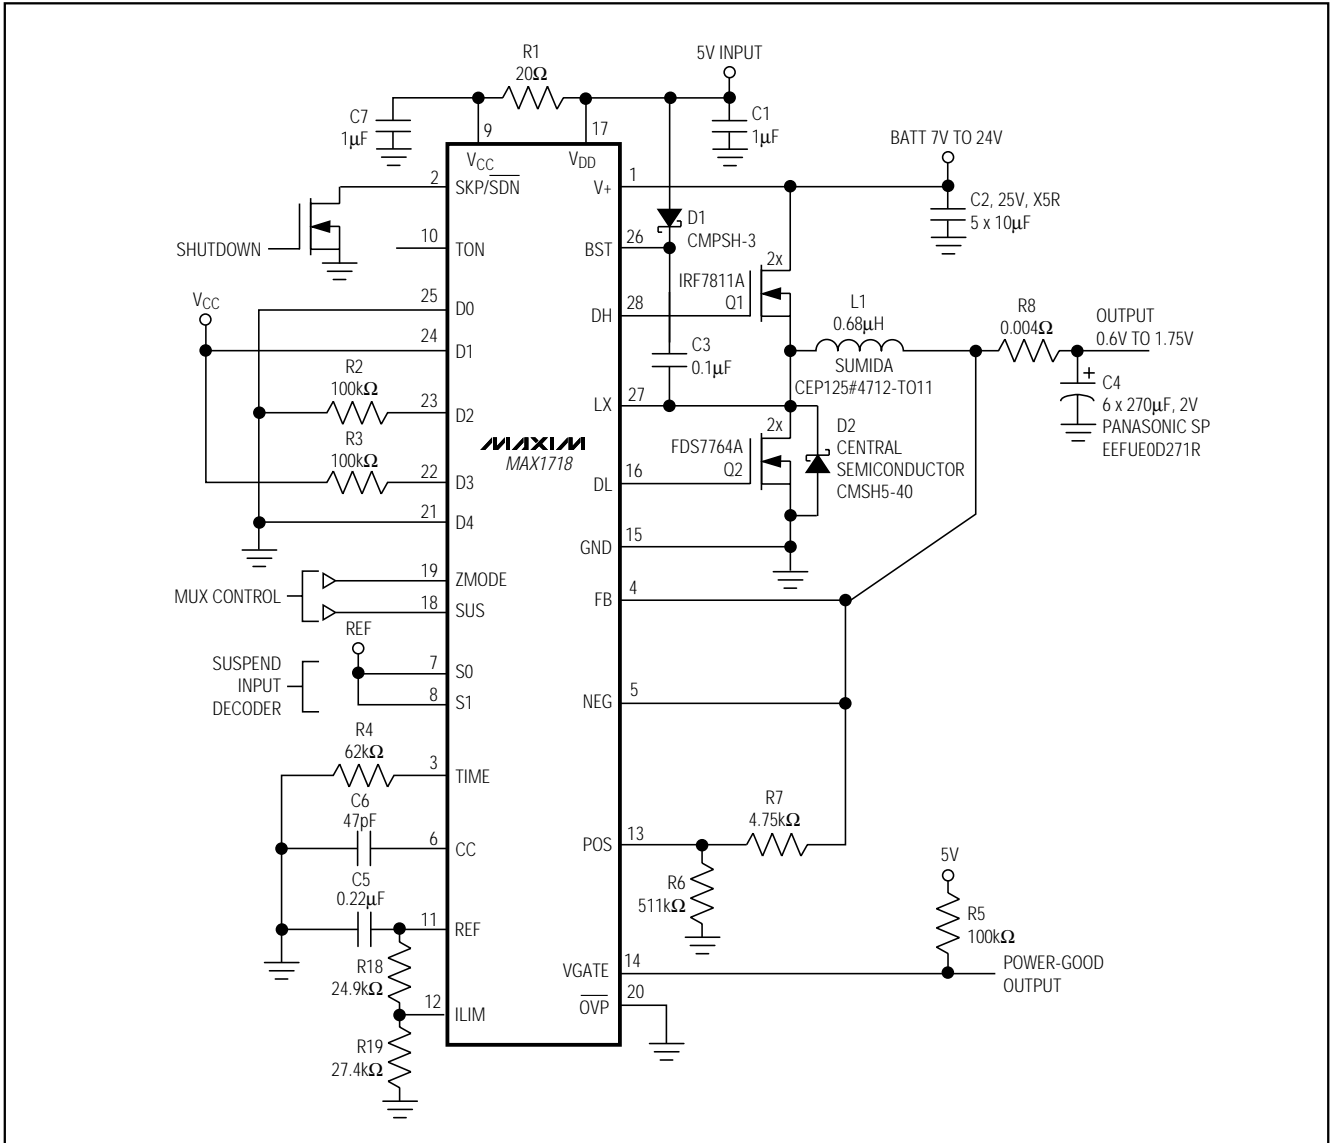 R1
20Ω
5V INPUT
C7
1µF
9
17
C1
1µF
BATT 7V TO 24V
VCC
VDD
2
SKP/SDN
V+
1
C2, 25V, X5R
5 x 10µF
SHUTDOWN
10
TON
BST
26
D1
CMPSH-3
2x
IRF7811A
Q1
VCC
25
D0
DH
28
24
D1
L1
0.68µH
SUMIDA
CEP125#4712-TO11
R8
0.004Ω
OUTPUT
0.6V TO 1.75V
C3
0.1µF
+
C4
6 x 270µF, 2V
PANASONIC SP
EEFUE0D271R
R2
100kΩ
23
D2
LX
27
R3
100kΩ
22
D3
MAXIM
MAX1718
2x
FDS7764A
Q2
D2
CENTRAL
SEMICONDUCTOR
CMSH5-40
DL
16
21
D4
GND
15
MUX CONTROL
19
ZMODE
18
SUS
FB
4
REF
SUSPEND
INPUT
DECODER
7
S0
8
S1
NEG
5
R4
62kΩ
3
TIME
C6
47pF
6
CC
POS
13
R7
4.75kΩ
R6
511kΩ
5V
R5
100kΩ
C5
0.22µF
11
REF
R18
24.9kΩ
VGATE
14
POWER-GOOD
OUTPUT
12
ILIM
OVP
20
R19
27.4kΩ